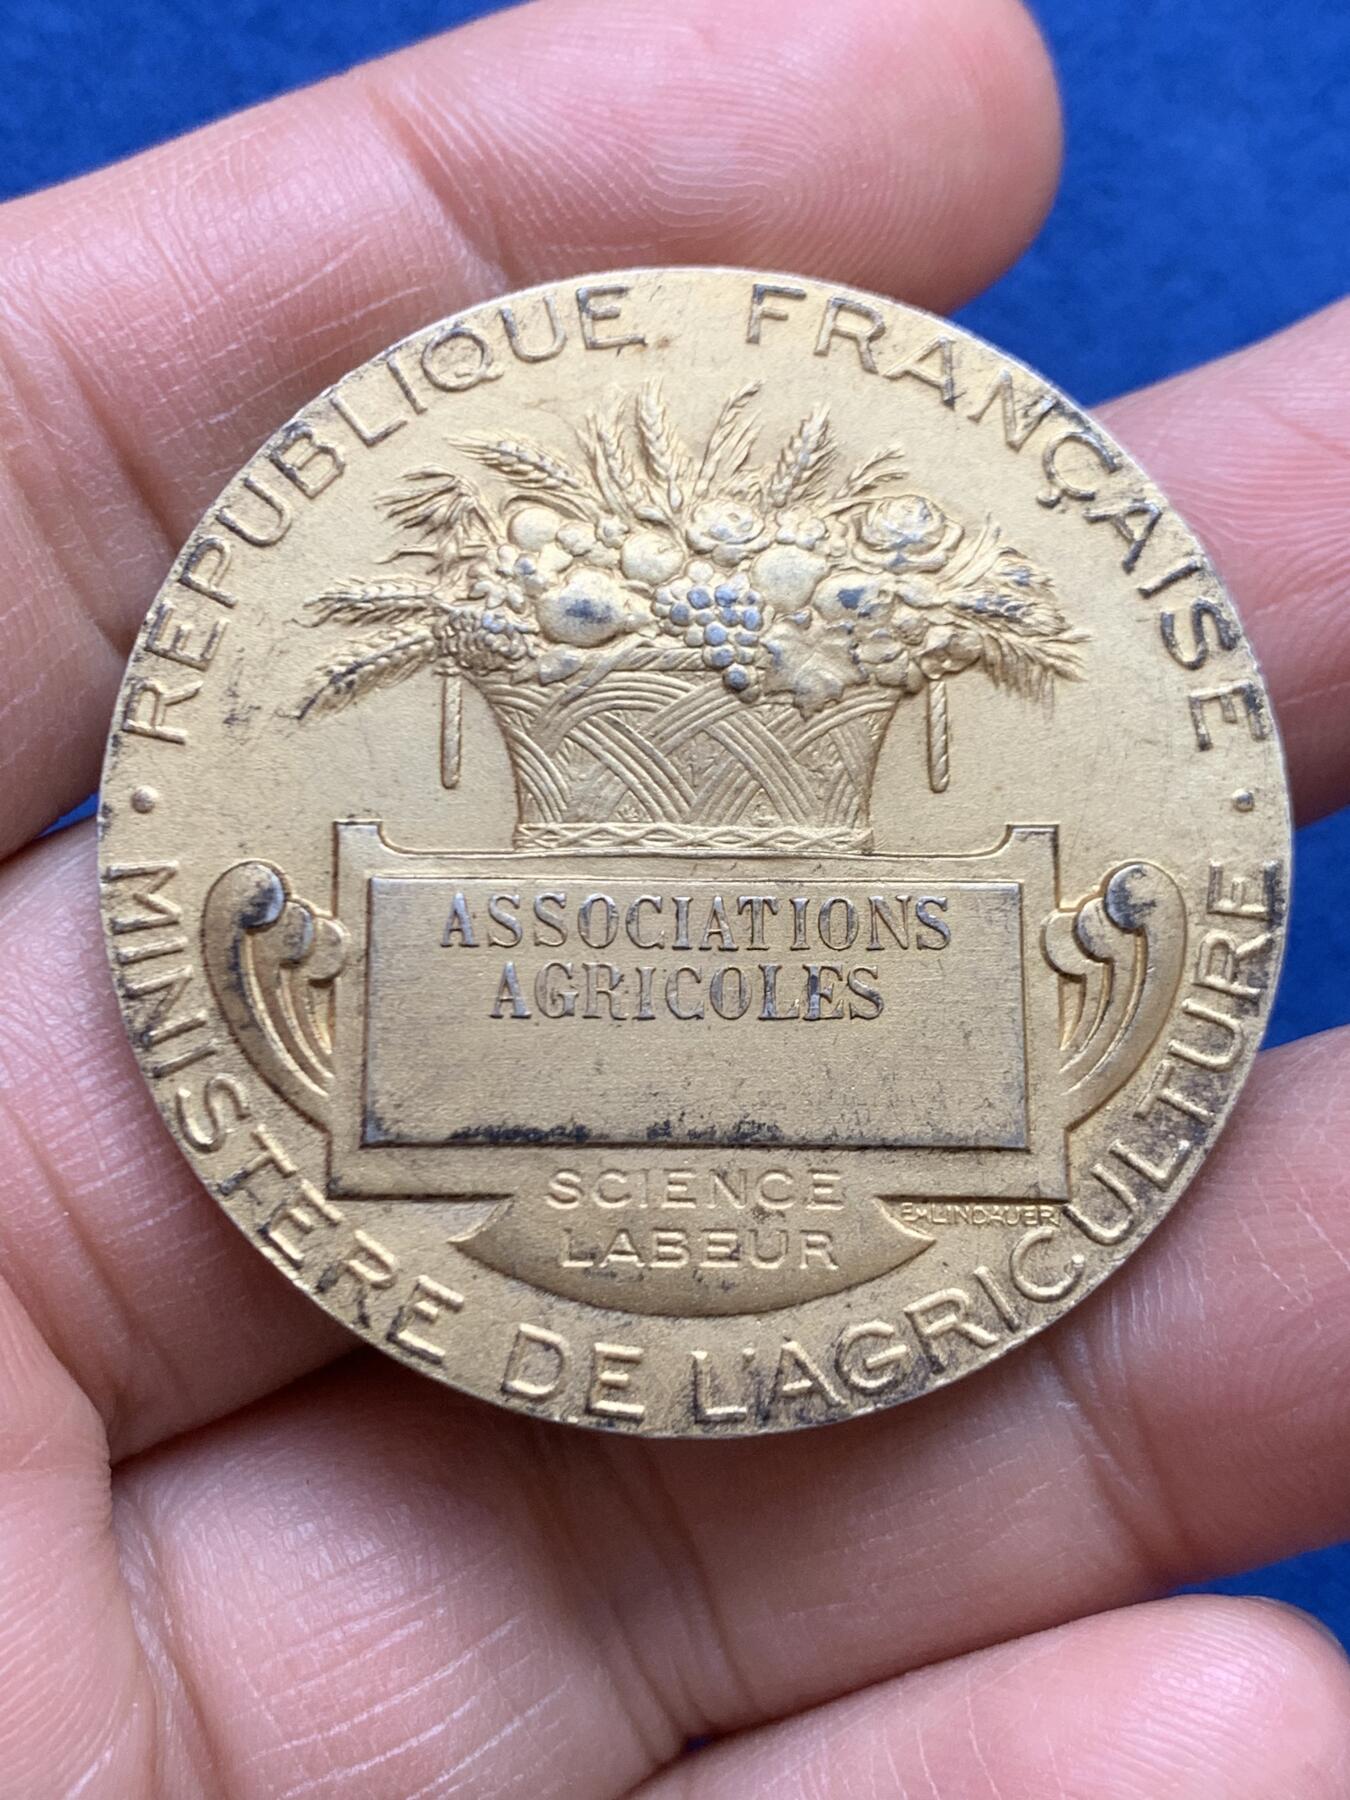 · REPUBLIQUE FRANÇAISE ·
ASSOCIATIONS
AGRICOLES
SCIENCE
LABEUR
EM LINDAUER
MINISTERE DE L'AGRICULTURE